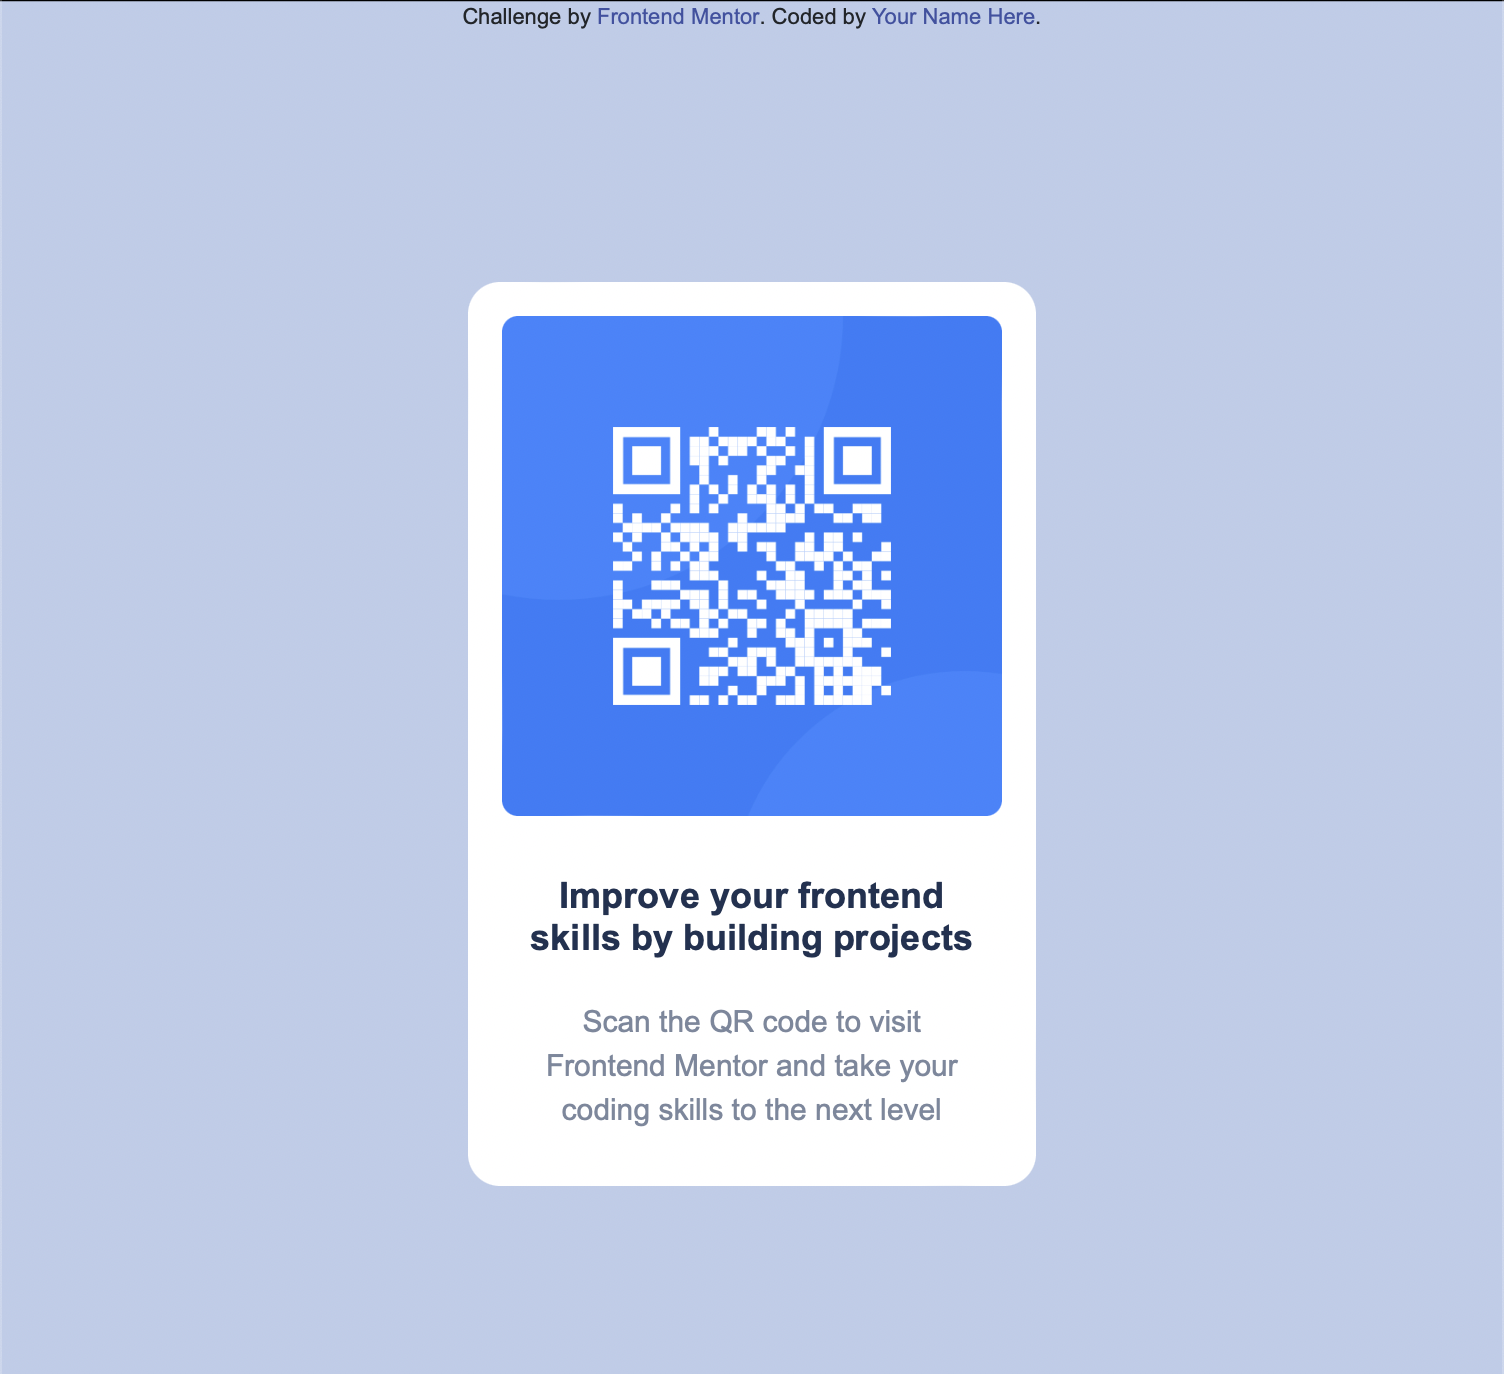 Challenge by Frontend Mentor. Coded by Your Name Here.
Improve your frontend
skills by building projects
Scan the QR code to visit
Frontend Mentor and take your
coding skills to the next level